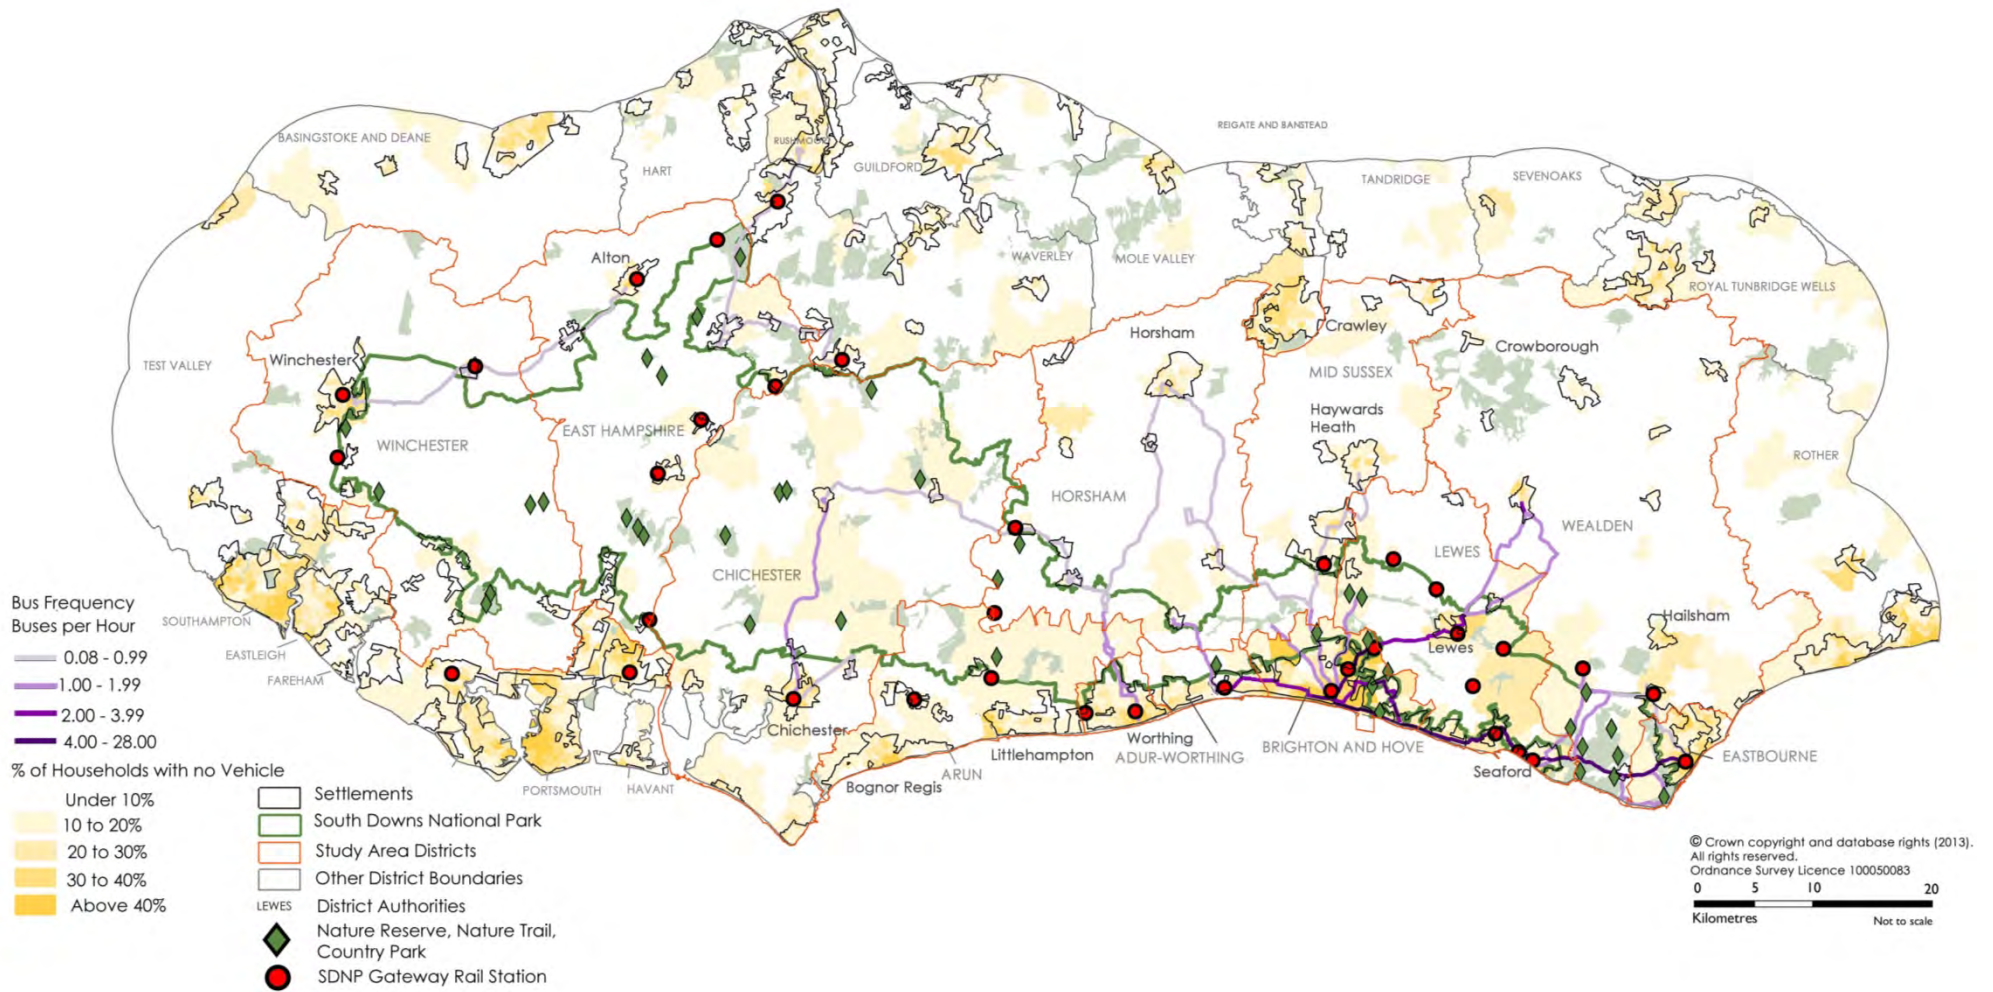 BASINGSTOKE AND DEANE
HART
RUSHMOOR
GUILDFORD
REIGATE AND BANSTEAD
TANDRIDGE
SEVENOAKS
WAVERLEY
MOLE VALLEY
ROYAL TUNBRIDGE WELLS
Alton
TEST VALLEY
Winchester
Horsham
Crawley
Crowborough
MID SUSSEX
Haywards
Heath
WINCHESTER
EAST HAMPSHIRE
HORSHAM
ROTHER
WEALDEN
LEWES
CHICHESTER
SOUTHAMPTON
EASTLEIGH
FAREHAM
Hailsham
Lewes
Chichester
Littlehampton
Worthing
ADUR-WORTHING
BRIGHTON AND HOVE
ARUN
Bognor Regis
PORTSMOUTH
HAVANT
Seaford
EASTBOURNE
Bus Frequency
Buses per Hour
0.08 - 0.99
1.00 - 1.99
2.00 - 3.99
4.00 - 28.00
% of Households with no Vehicle
Under 10%
10 to 20%
20 to 30%
30 to 40%
Above 40%
Settlements
South Downs National Park
Study Area Districts
Other District Boundaries
LEWES District Authorities
Nature Reserve, Nature Trail,
Country Park
SDNP Gateway Rail Station
© Crown copyright and database rights (2013).
All rights reserved.
Ordnance Survey Licence 100050083
0 5 10 20
Kilometres Not to scale